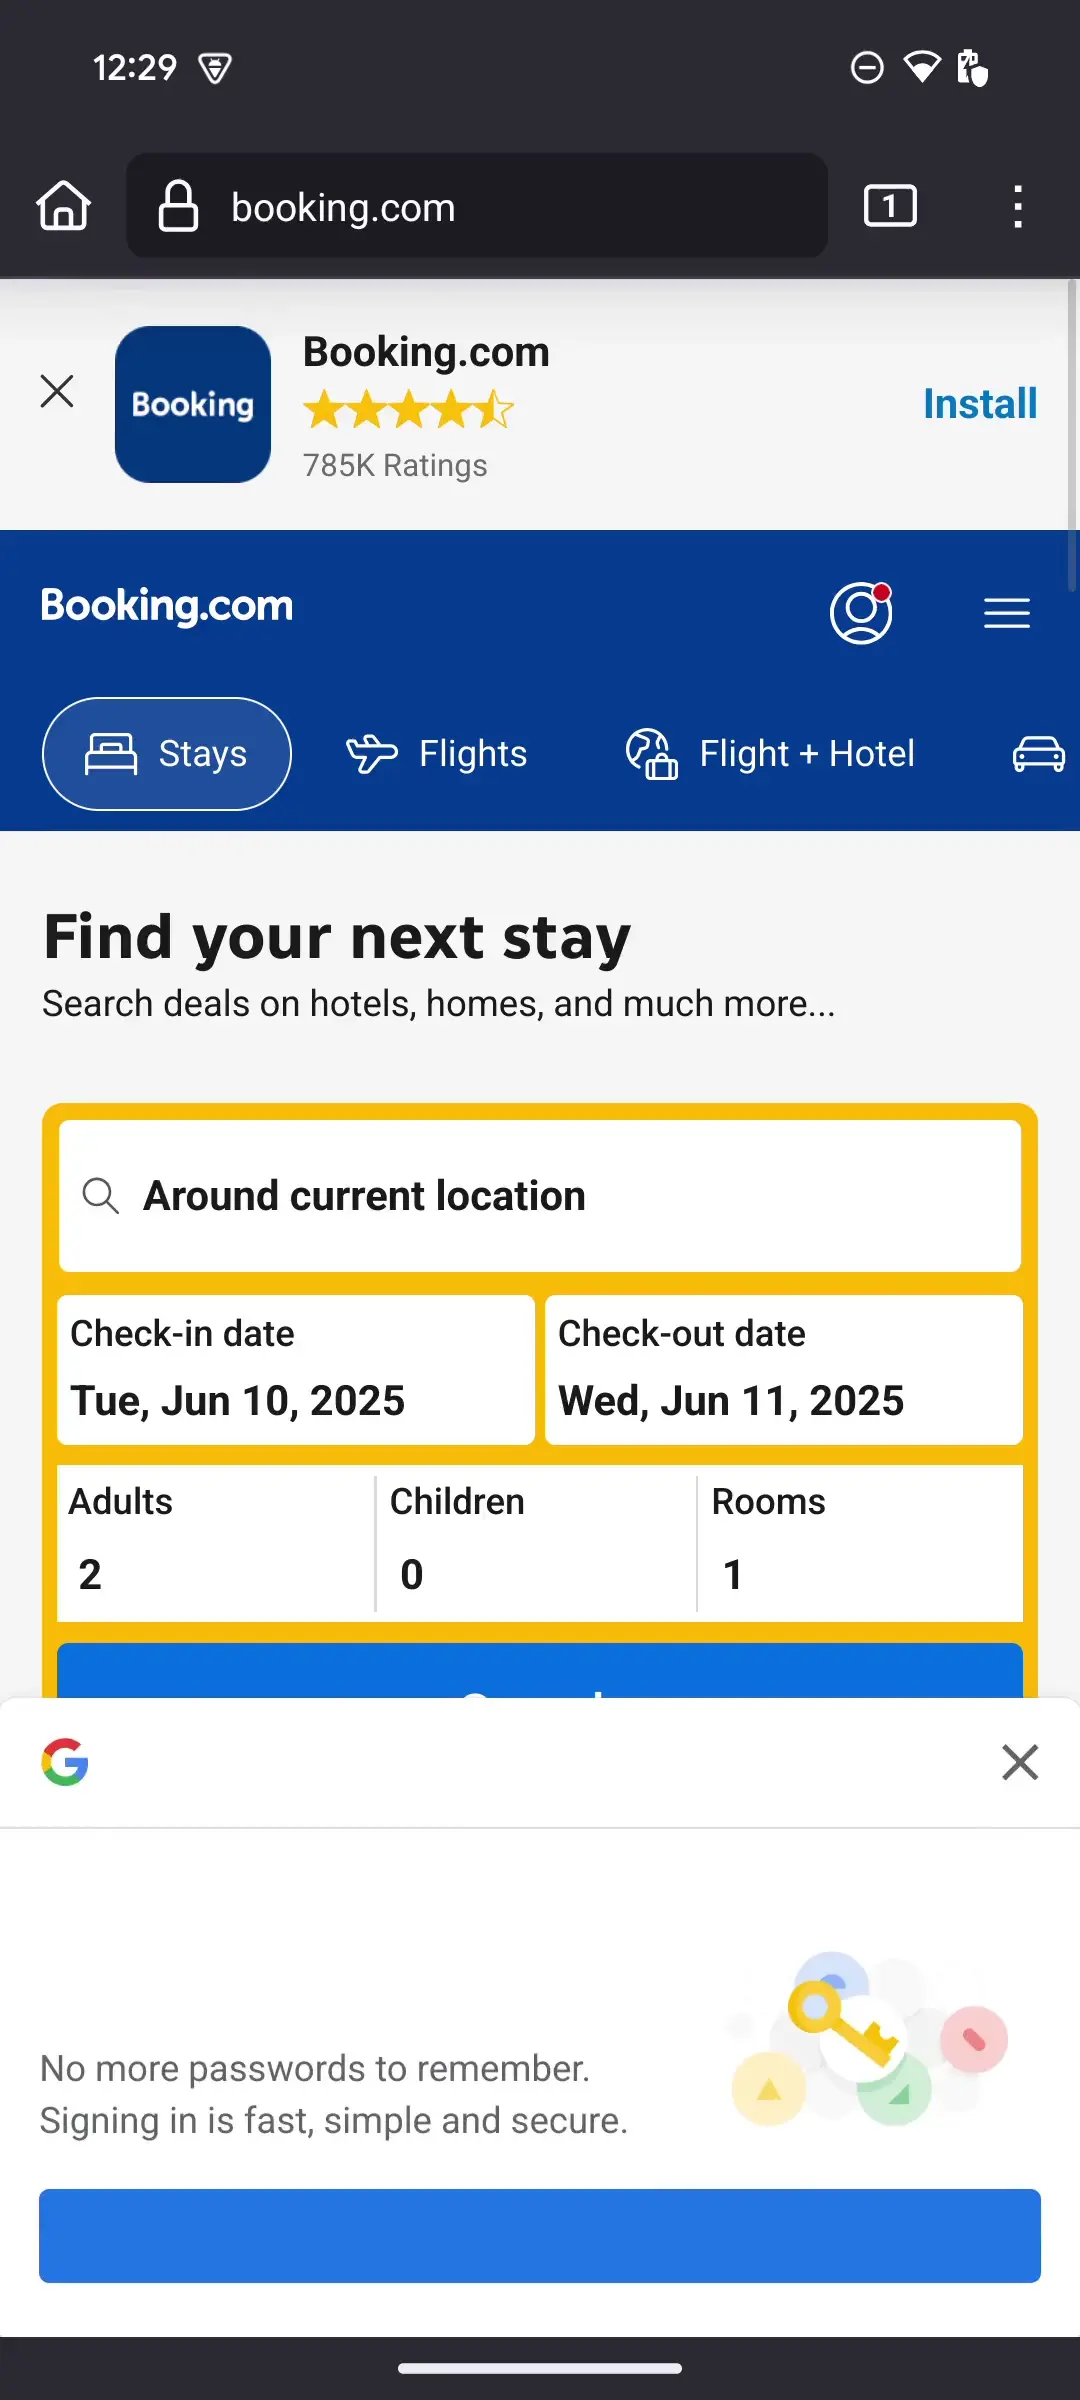 12:29
booking.com
1
Booking
Booking.com
785K Ratings
Install
Booking.com
Stays
Flights
Flight + Hotel
Find your next stay
Search deals on hotels, homes, and much more...
Around current location
Check-in date
Tue, Jun 10, 2025
Check-out date
Wed, Jun 11, 2025
Adults
2
Children
0
Rooms
1
No more passwords to remember.
Signing in is fast, simple and secure.